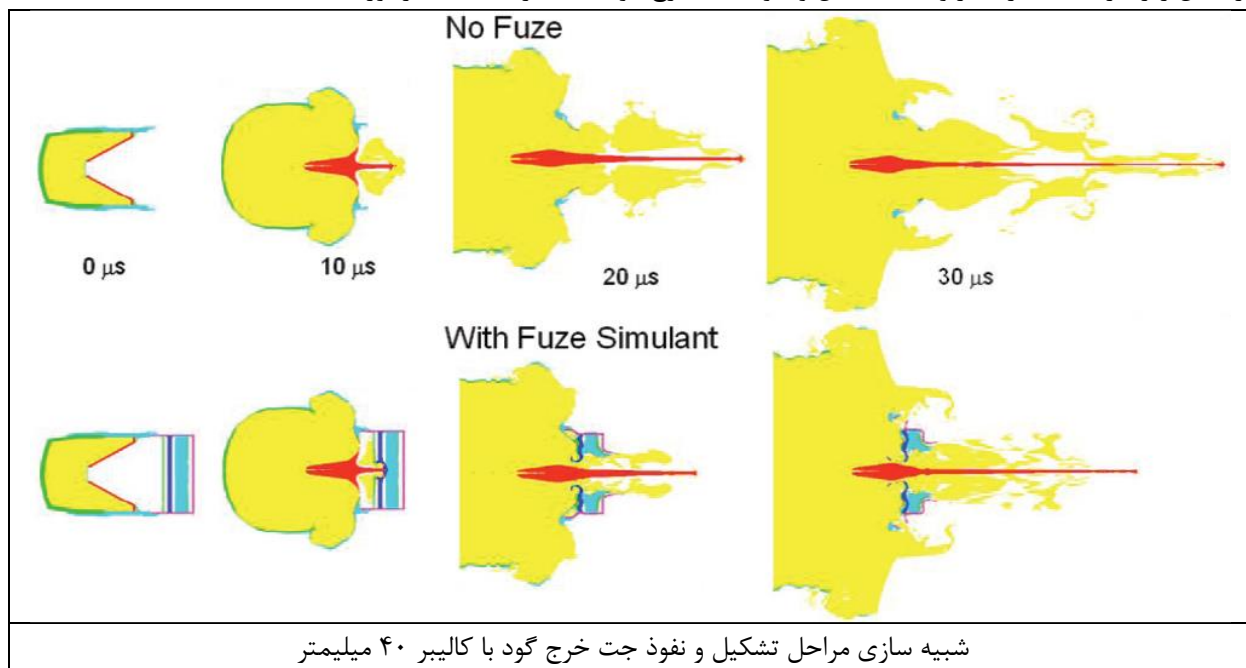 No Fuze
0 μs
10 μs
20 μs
30 μs
With Fuze Simulant
شبیه سازی مراحل تشکیل و نفوذ جت خرج گود با کالیبر ۴۰ میلیمتر